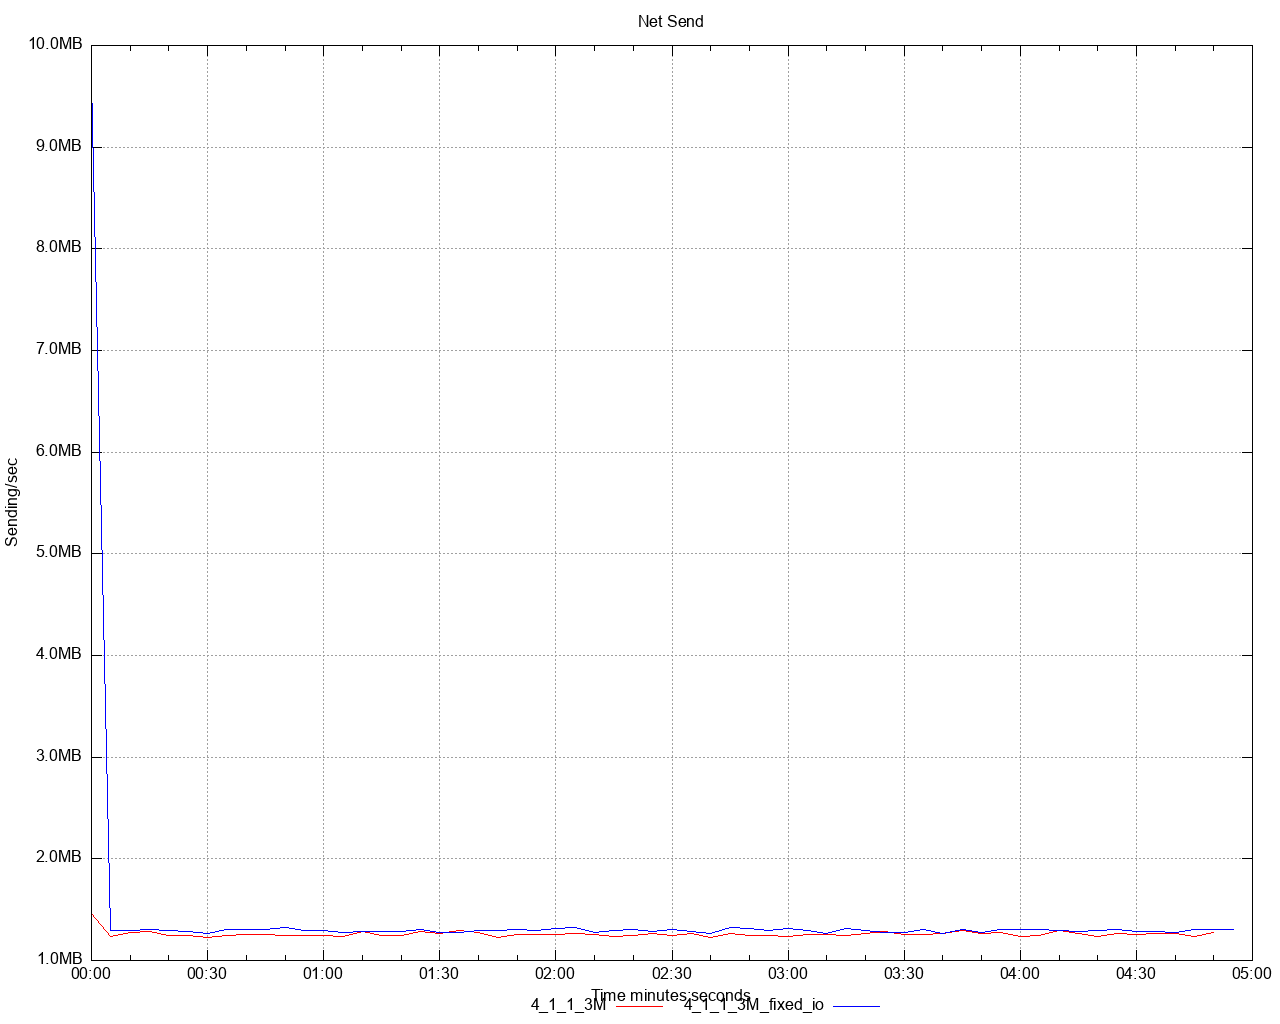 Net Send
10.0MB
9.0MB
8.0MB
7.0MB
6.0MB
5.0MB
4.0MB
3.0MB
2.0MB
1.0MB
Sending/sec
00:00 00:30 01:00 01:30 02:00 02:30 03:00 03:30 04:00 04:30 05:00
Time minutes:seconds
4_1_1_3M 4_1_1_3M_fixed_io